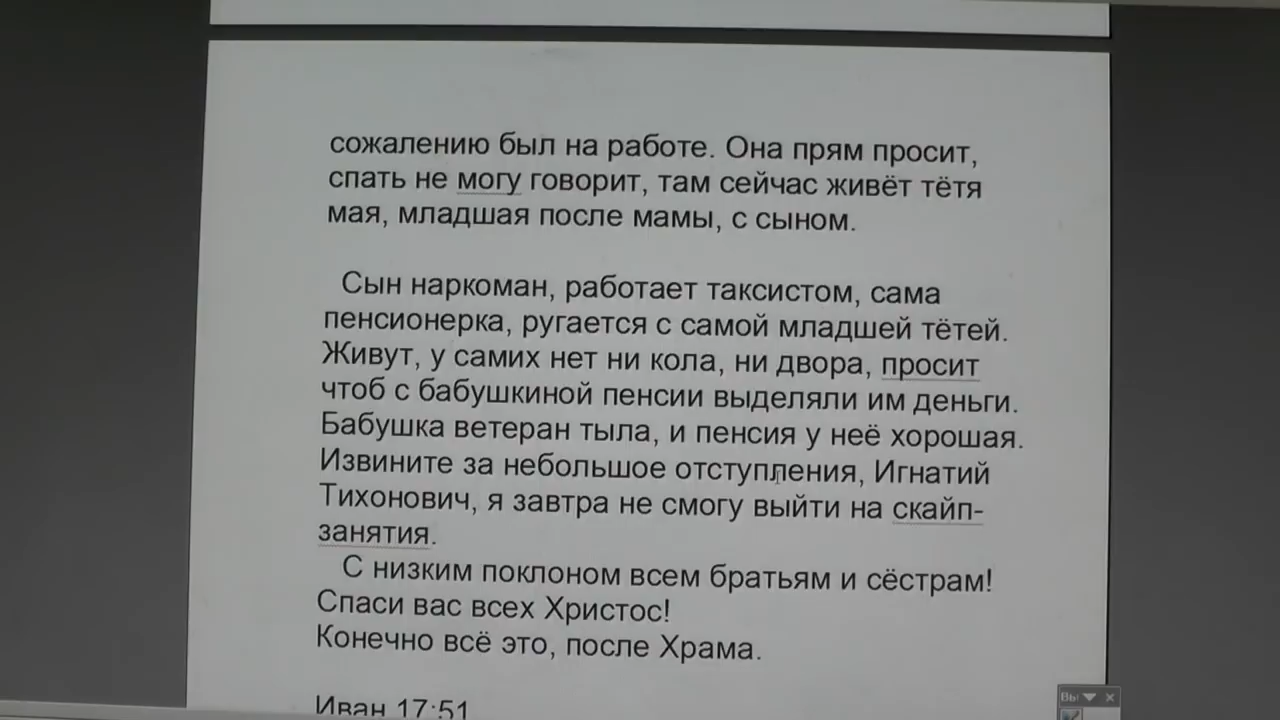 сожалению был на работе. Она прям просит,
спать не могу говорит, там сейчас живёт тётя
мая, младшая после мамы, с сыном.
Сын наркоман, работает таксистом, сама
пенсионерка, ругается с самой младшей тётей.
Живут, у самих нет ни кола, ни двора, просит
чтоб с бабушкиной пенсии выделяли им деньги.
Бабушка ветеран тыла, и пенсия у неё хорошая.
Извините за небольшое отступления, Игнатий
Тихонович, я завтра не смогу выйти на скайп-
занятия.
С низким поклоном всем братьям и сёстрам!
Спаси вас всех Христос!
Конечно всё это, после Храма.
Иван 17:51
Вы